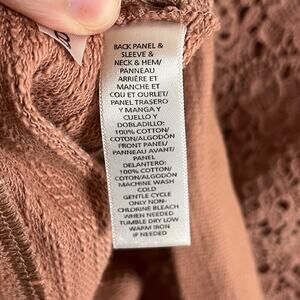 BACK PANEL &
SLEEVE &
NECK & HEM/
PANNEAU
ARRIÈRE ET
MANCHE ET
COU ET OURLET/
PANEL TRASERO
Y MANGA Y
CUELLO Y
DOBLADILLO:
100% COTTON/
COTON/ALGODÓN
FRONT PANEL/
PANNEAU AVANT/
PANEL
DELANTERO:
100% COTTON/
COTON/ALGODÓN
MACHINE WASH
COLD
GENTLE CYCLE
ONLY NON-
CHLORINE BLEACH
WHEN NEEDED
TUMBLE DRY LOW
WARM IRON
IF NEEDED